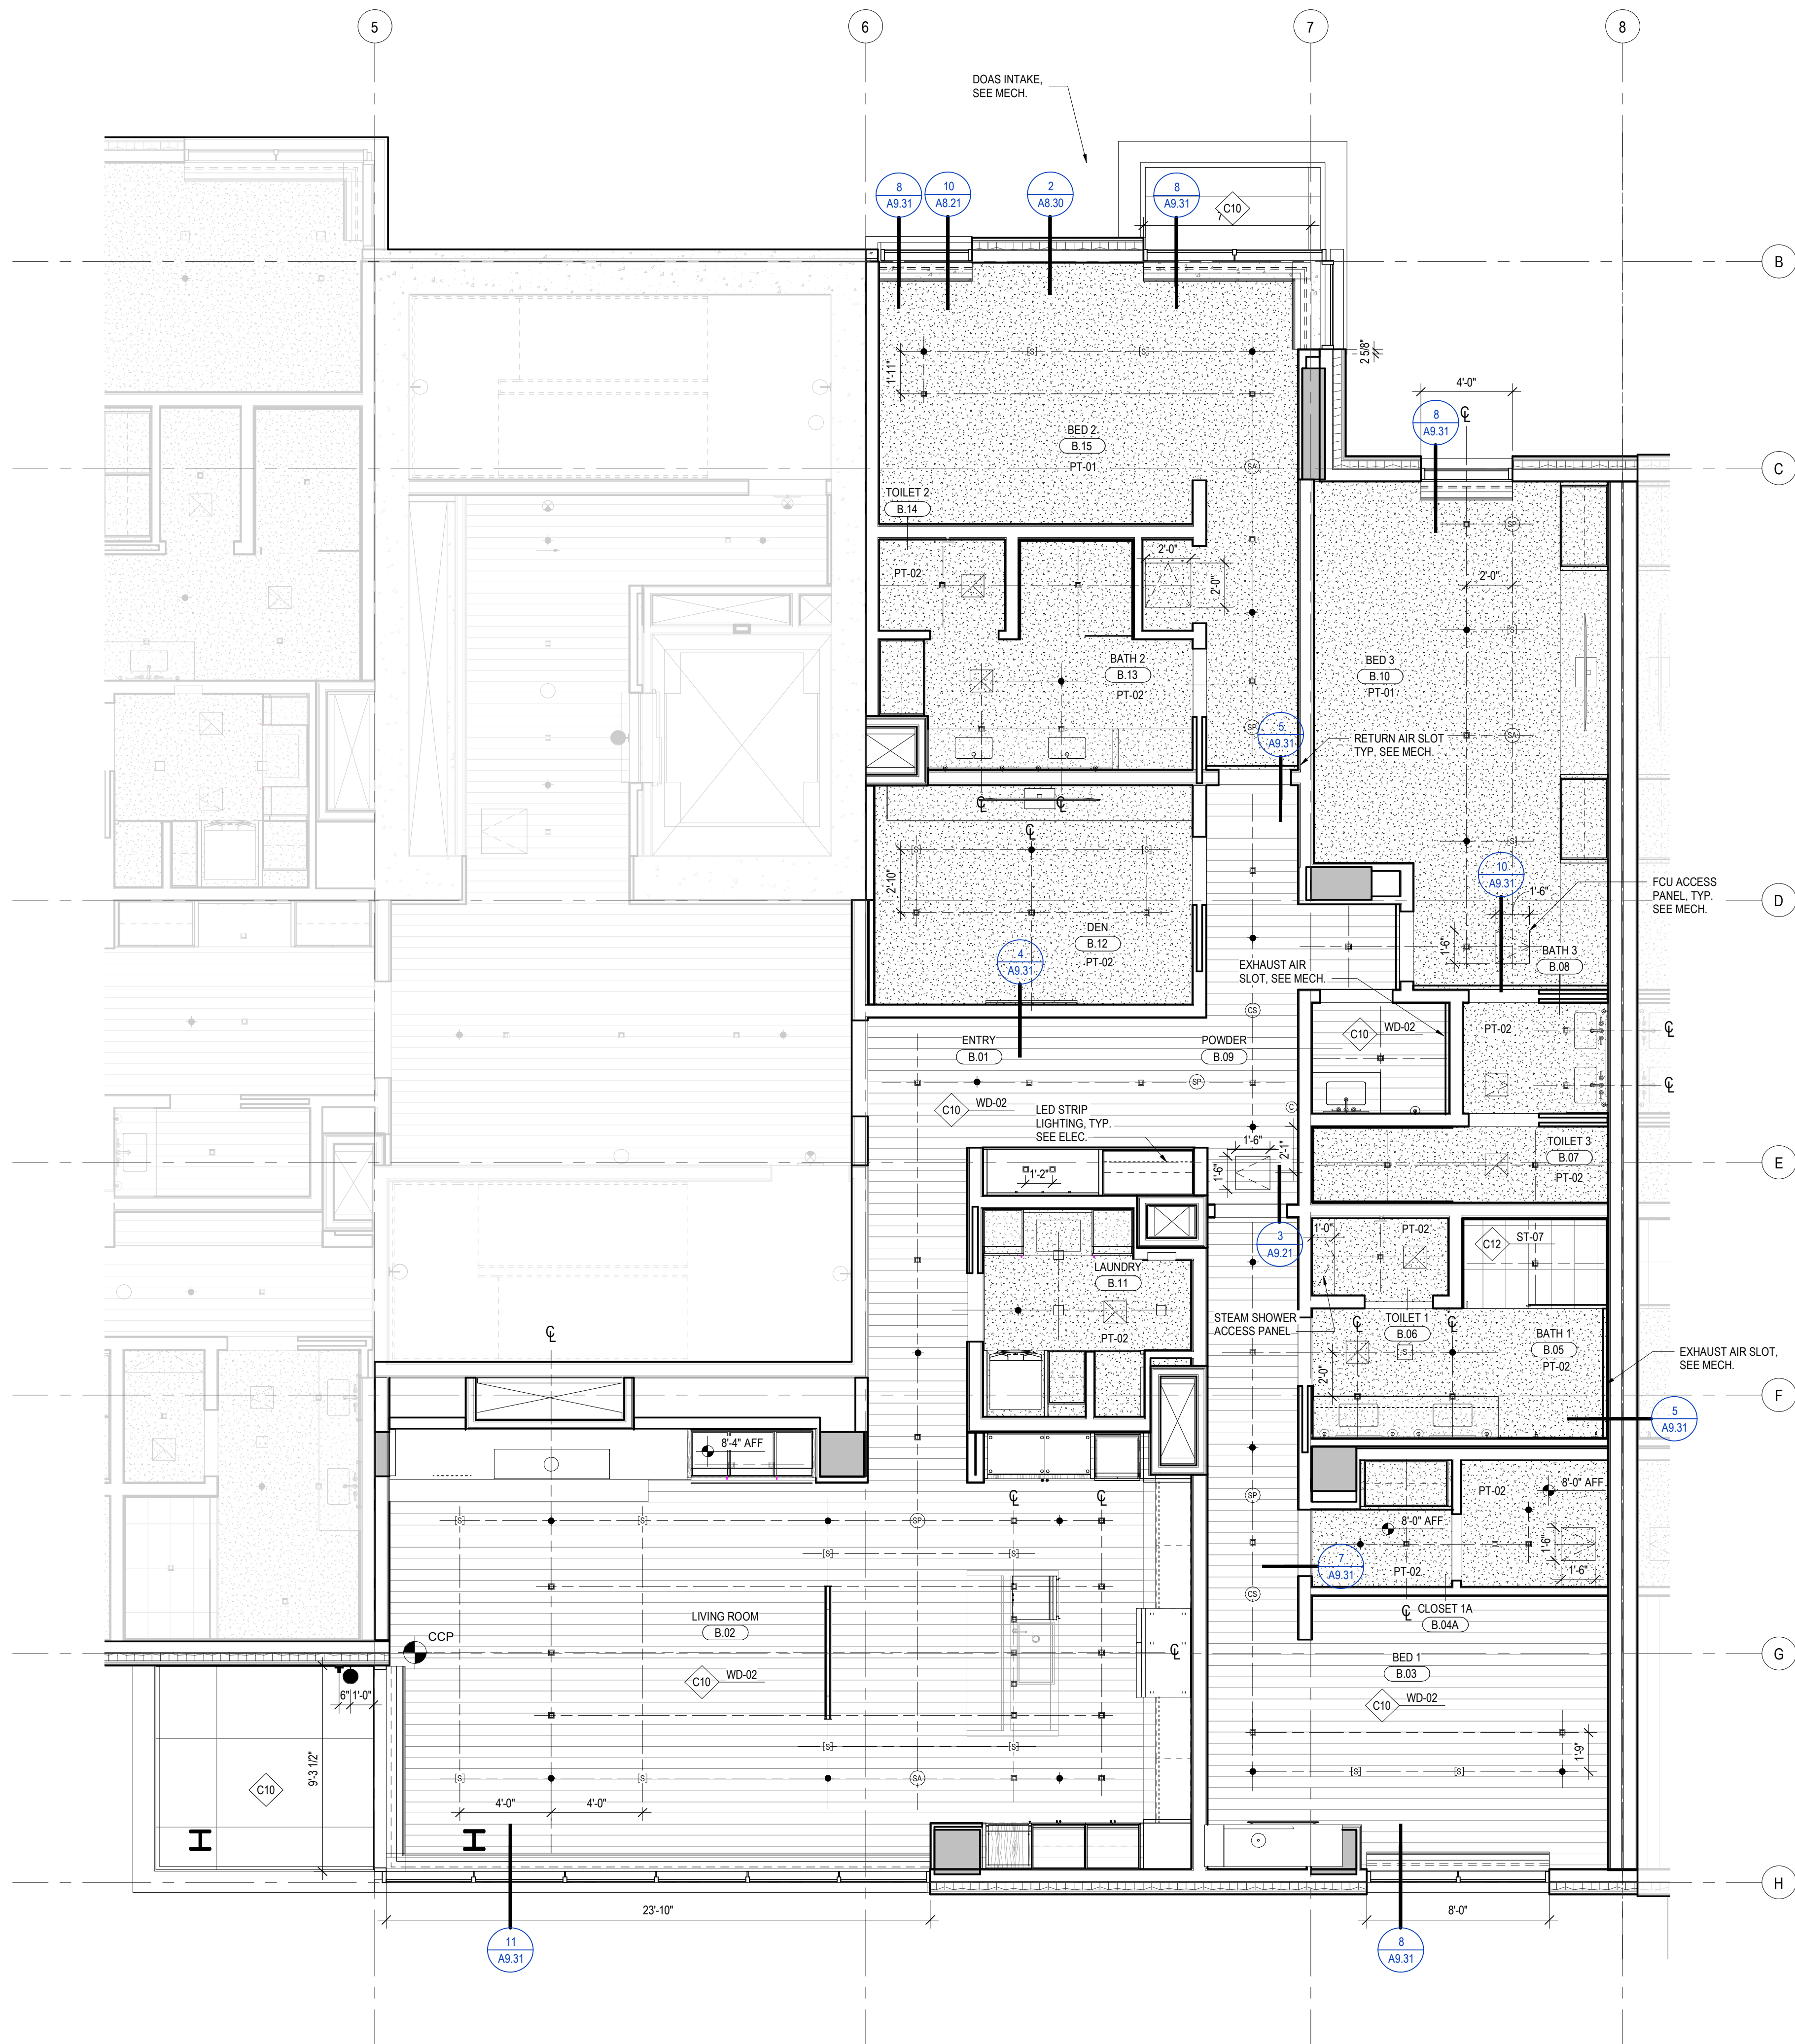 5
6
7
8
DOAS INTAKE,
SEE MECH.
8
A9.31
10
A8.21
2
A8.30
8
A9.31
C10
7
B
2 5/8"
4'-0"
8
A9.31
℄
1'-11"
[S]
[S]
BED 2
B.15
PT-01
SA
C
TOILET 2
B.14
SP
PT-02
2'-0"
2'-0"
2'-0"
[S]
BATH 2
B.13
PT-02
BED 3
B.10
PT-01
SP
5
A9.31
RETURN AIR SLOT
TYP, SEE MECH.
SA
℄
℄
℄
[S]
[S]
[S]
2'-10"
10
A9.31
1'-6"
FCU ACCESS
PANEL, TYP.
SEE MECH.
D
DEN
B.12
PT-02
1'-6"
BATH 3
B.08
4
A9.31
EXHAUST AIR
SLOT, SEE MECH.
CS
ENTRY
B.01
POWDER
B.09
C10
WD-02
PT-02
℄
SP
℄
C10
WD-02
LED STRIP
LIGHTING, TYP.
SEE ELEC.
C
1'-6"
2'-1"
TOILET 3
B.07
PT-02
E
1'-2"
1'-6"
3
A9.21
1'-0"
PT-02
C12
ST-07
LAUNDRY
B.11
PT-02
STEAM SHOWER
ACCESS PANEL
TOILET 1
B.06
℄
℄
S
BATH 1
B.05
PT-02
EXHAUST AIR SLOT,
SEE MECH.
℄
2'-0"
F
5
A9.31
8'-4" AFF
℄
℄
SP
PT-02
8'-0" AFF
[S]
[S]
SP
8'-0" AFF
[S]
[S]
1'-6"
7
A9.31
PT-02
1'-6"
CS
LIVING ROOM
B.02
℄
CLOSET 1A
B.04A
CCP
℄
BED 1
B.03
G
C10
WD-02
6"
1'-0"
C10
WD-02
[S]
[S]
1'-9"
[S]
[S]
SA
[S]
[S]
9'-3 1/2"
C10
4'-0"
4'-0"
H
23'-10"
8'-0"
11
A9.31
8
A9.31